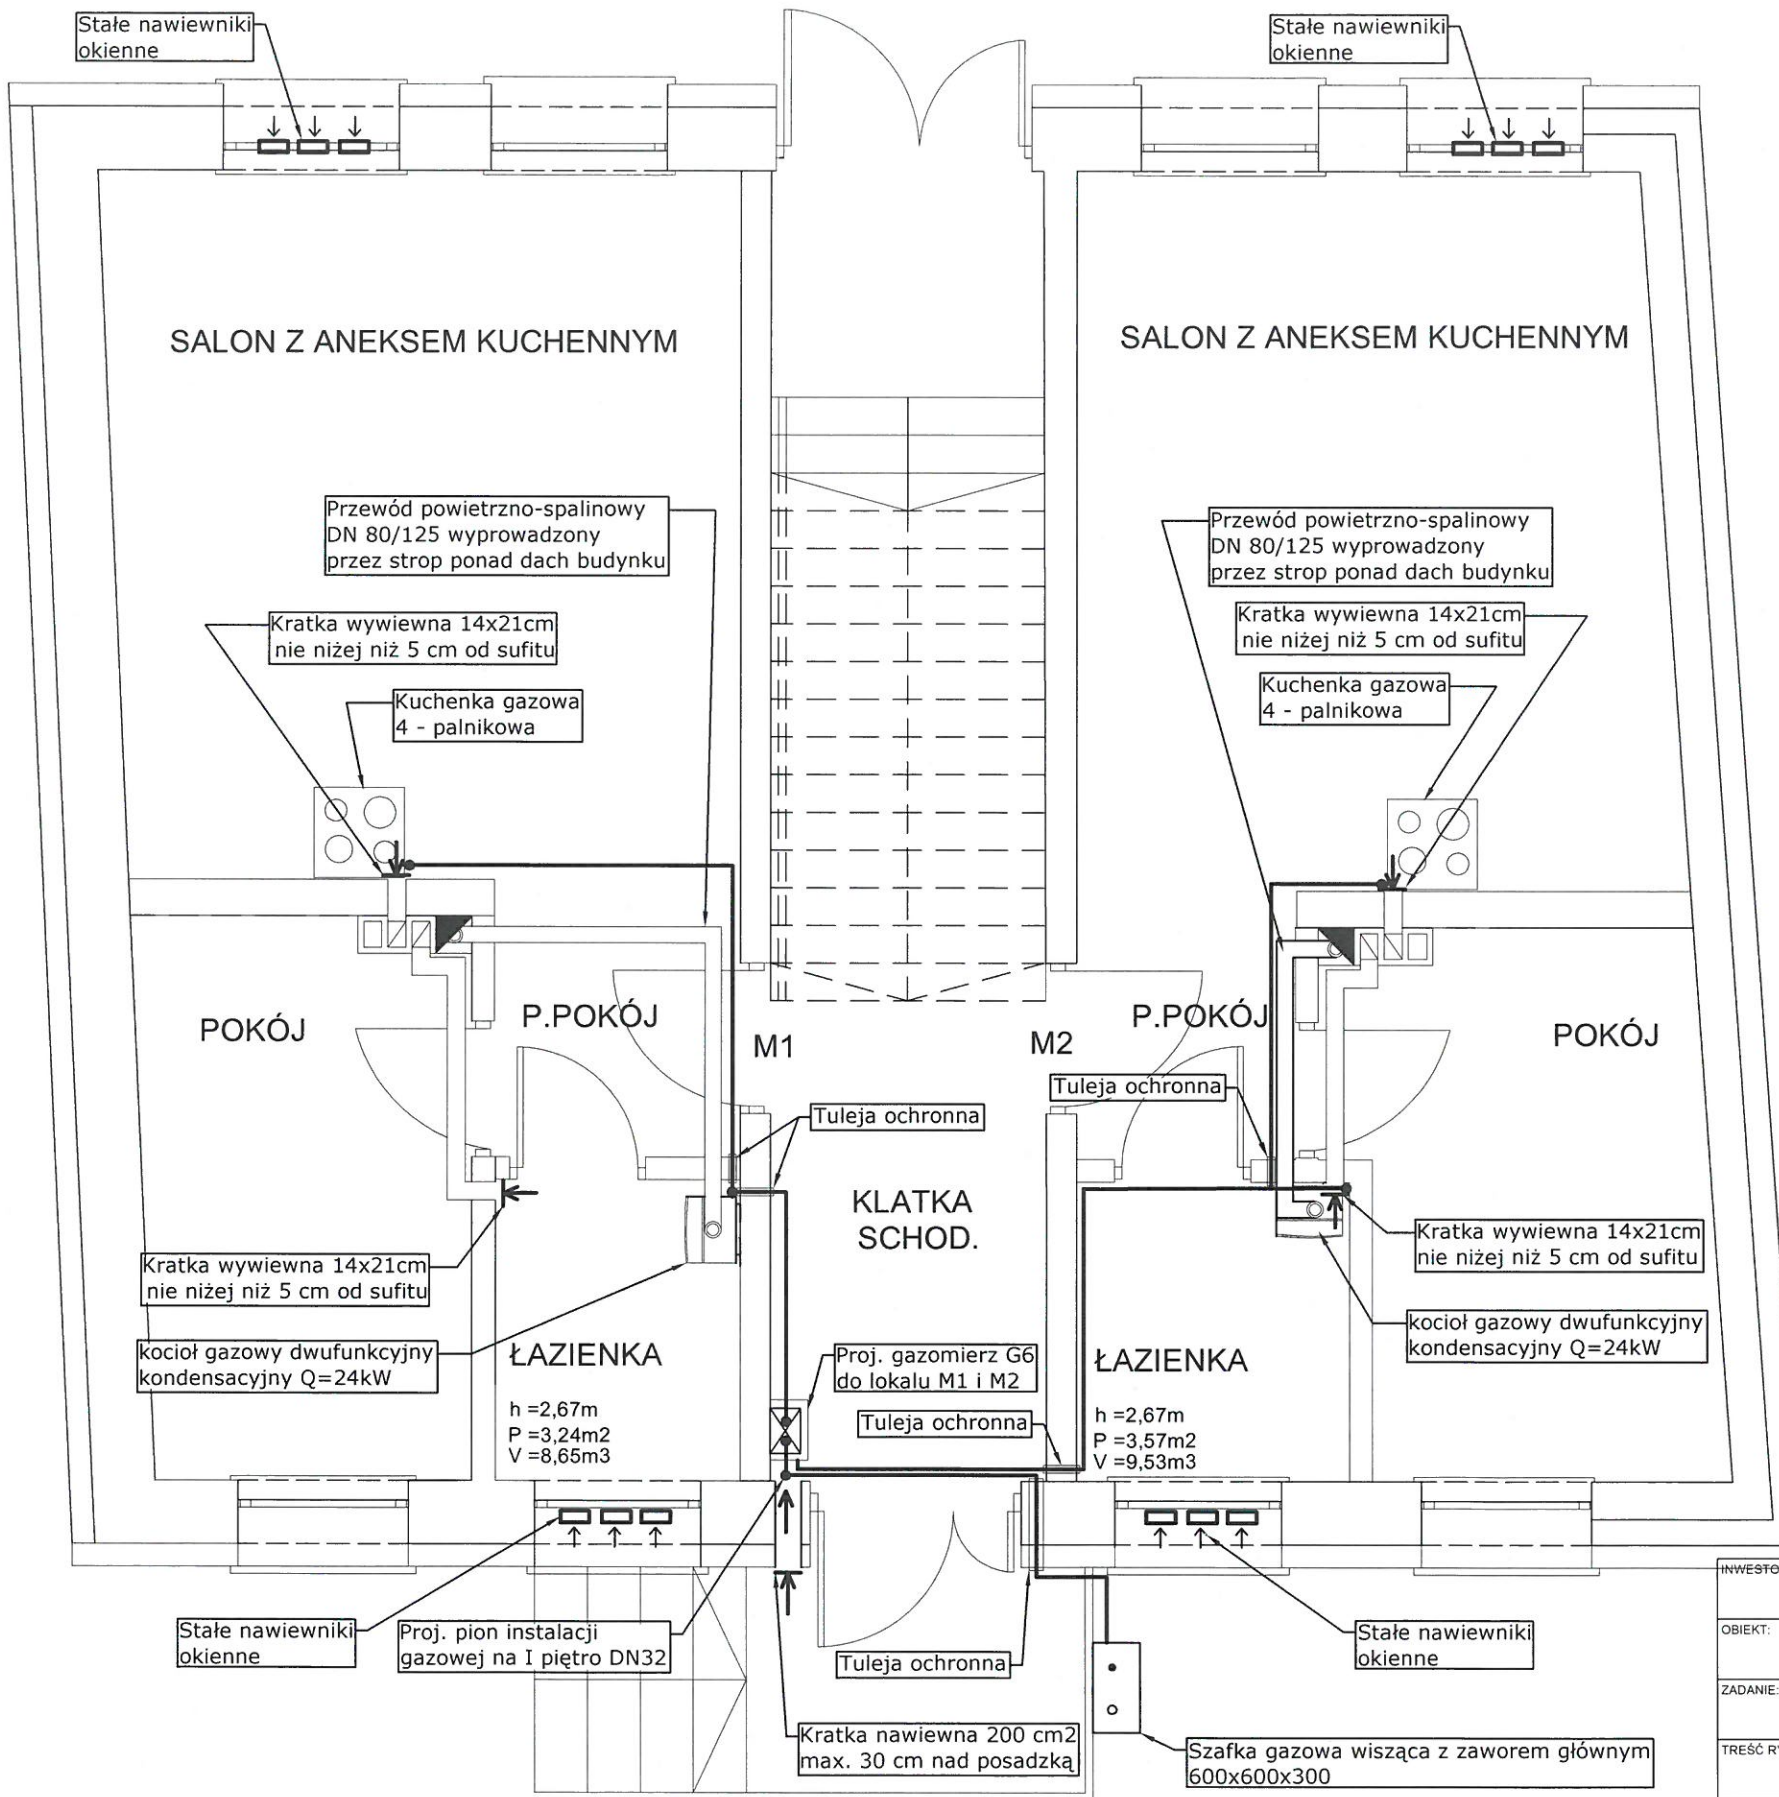 Stałe nawiewniki
okienne
Stałe nawiewniki
okienne
SALON Z ANEKSEM KUCHENNYM
SALON Z ANEKSEM KUCHENNYM
Przewód powietrzno-spalinowy
DN 80/125 wyprowadzony
przez strop ponad dach budynku
Przewód powietrzno-spalinowy
DN 80/125 wyprowadzony
przez strop ponad dach budynku
Kratka wywiewna 14x21cm
nie niżej niż 5 cm od sufitu
Kratka wywiewna 14x21cm
nie niżej niż 5 cm od sufitu
Kuchenka gazowa
4 - palnikowa
Kuchenka gazowa
4 - palnikowa
POKÓJ
P.POKÓJ
M1
M2
P.POKÓJ
POKÓJ
Tuleja ochronna
Tuleja ochronna
KLATKA
SCHOD.
Kratka wywiewna 14x21cm
nie niżej niż 5 cm od sufitu
Kratka wywiewna 14x21cm
nie niżej niż 5 cm od sufitu
kocioł gazowy dwufunkcyjny
kondensacyjny Q=24kW
kocioł gazowy dwufunkcyjny
kondensacyjny Q=24kW
ŁAZIENKA
h =2,67m
P =3,24m2
V =8,65m3
Proj. gazomierz G6
do lokalu M1 i M2
Tuleja ochronna
ŁAZIENKA
h =2,67m
P =3,57m2
V =9,53m3
Stałe nawiewniki
okienne
Proj. pion instalacji
gazowej na I piętro DN32
Tuleja ochronna
Stałe nawiewniki
okienne
Kratka nawiewna 200 cm2
max. 30 cm nad posadzką
Szafka gazowa wisząca z zaworem głównym
600x600x300
INWESTO
OBIEKT:
ZADANIE:
TREŚĆ RY